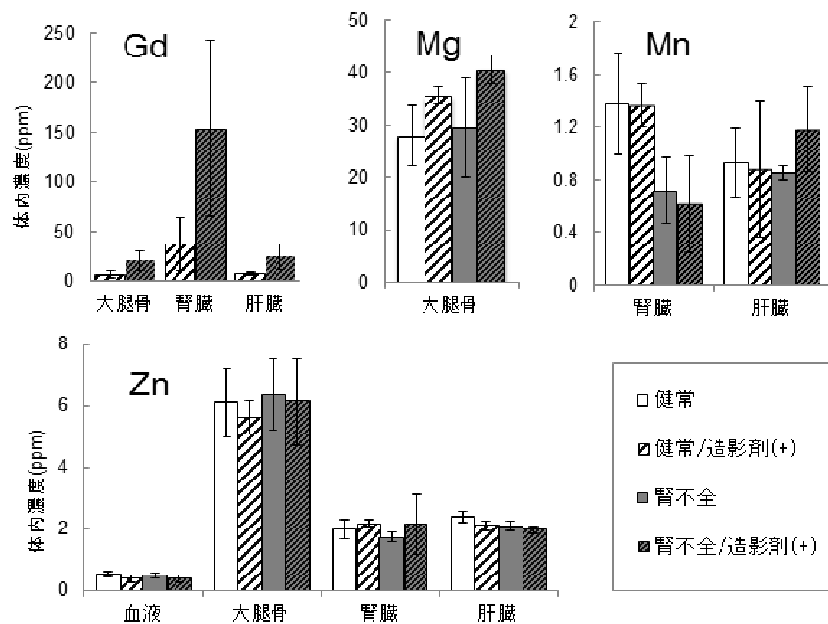 Gd
体内濃度(ppm)
250
200
150
100
50
0
大腿骨 腎臓 肝臓
Mg
50
40
30
20
10
0
大腿骨
Mn
2
1.6
1.2
0.8
0.4
0
腎臓 肝臓
Zn
体内濃度(ppm)
8
6
4
2
0
血液 大腿骨 腎臓 肝臓
健常
健常/造影剤(+)
腎不全
腎不全/造影剤(+)